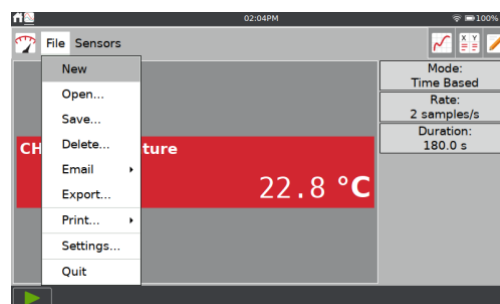 02:04PM
100%
File Sensors
X Y
New
Open...
Save...
Delete...
Email
Export...
Print...
Settings...
Quit
CH
ture
22.8 °C
Mode:
Time Based
Rate:
2 samples/s
Duration:
180.0 s